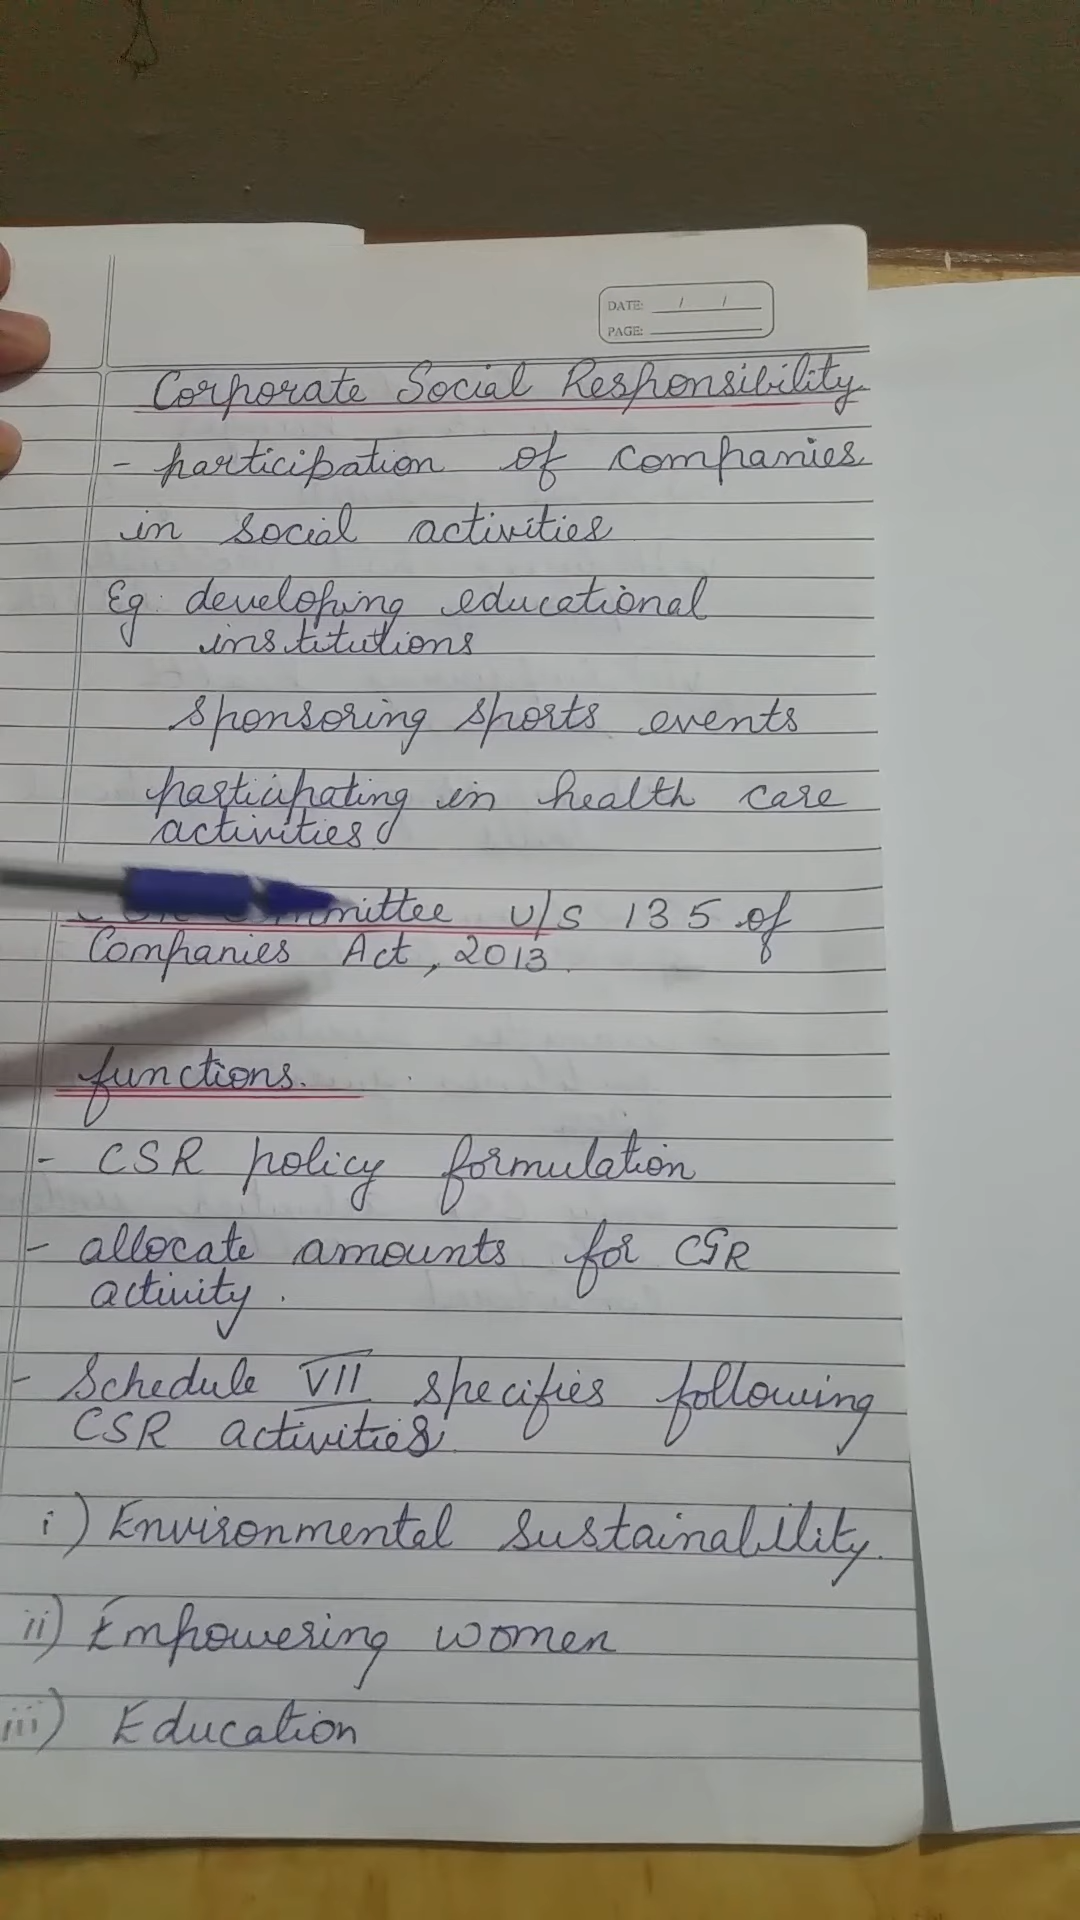 DATE: / /
PAGE:
Corporate Social Responsibility
- participation of companies
in social activities
Eg: developing educational
institutions
sponsoring sports events
participating in health care
activities
Committee u/s 135 of
Companies Act, 2013.
functions.
- CSR policy formulation
- allocate amounts for CSR
activity.
- Schedule VII specifies following
CSR activities
i) Environmental Sustainability.
ii) Empowering women
iii) Education